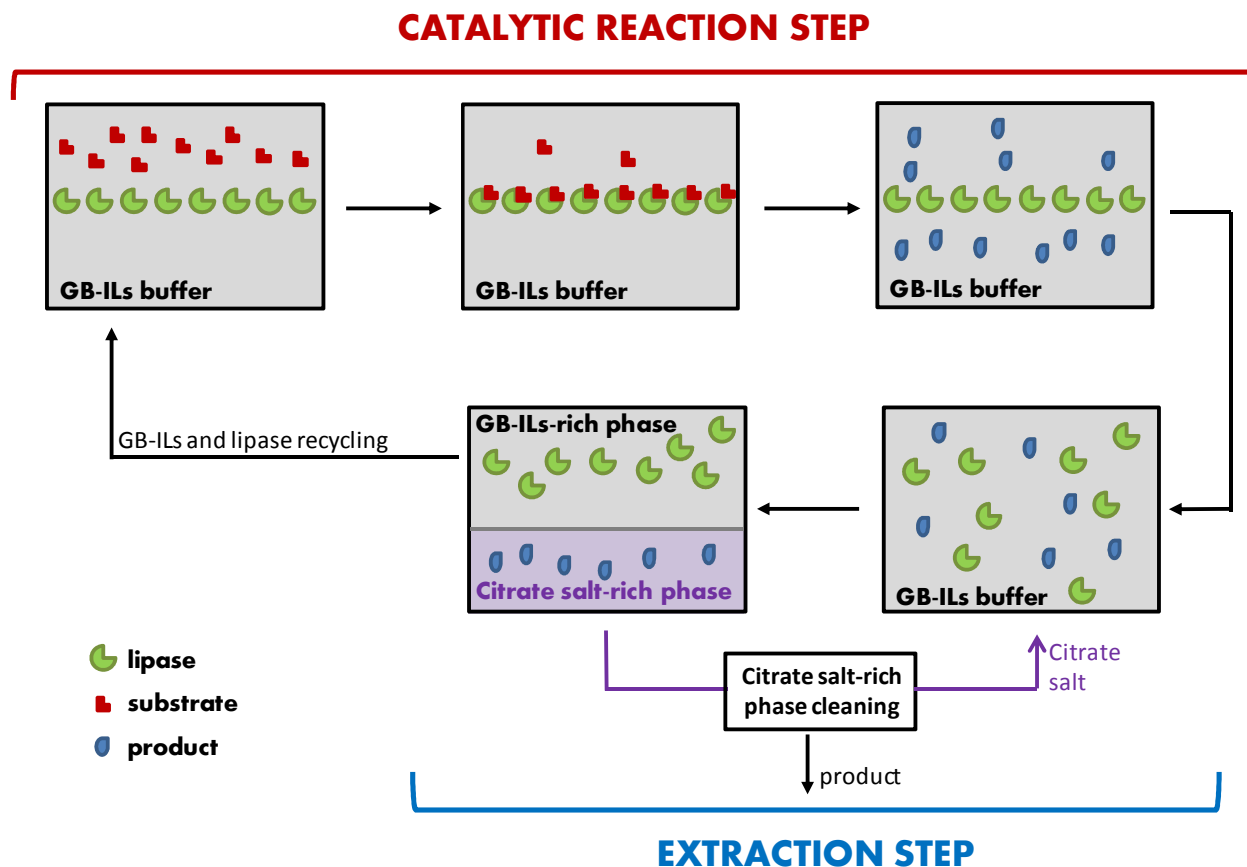 CATALYTIC REACTION STEP
GB-ILs buffer
GB-ILs buffer
GB-ILs buffer
GB-ILs and lipase recycling
GB-ILs-rich phase
Citrate salt-rich phase
GB-ILs buffer
lipase
substrate
product
Citrate salt-rich
phase cleaning
Citrate
salt
product
EXTRACTION STEP